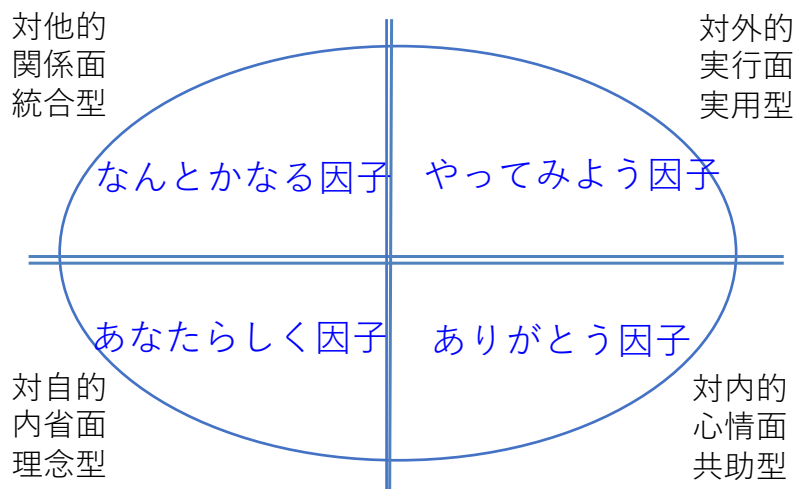 対他的
関係面
統合型
対外的
実行面
実用型
なんとかなる因子
やってみよう因子
あなたらしく因子
ありがとう因子
対自的
内省面
理念型
対内的
心情面
共助型